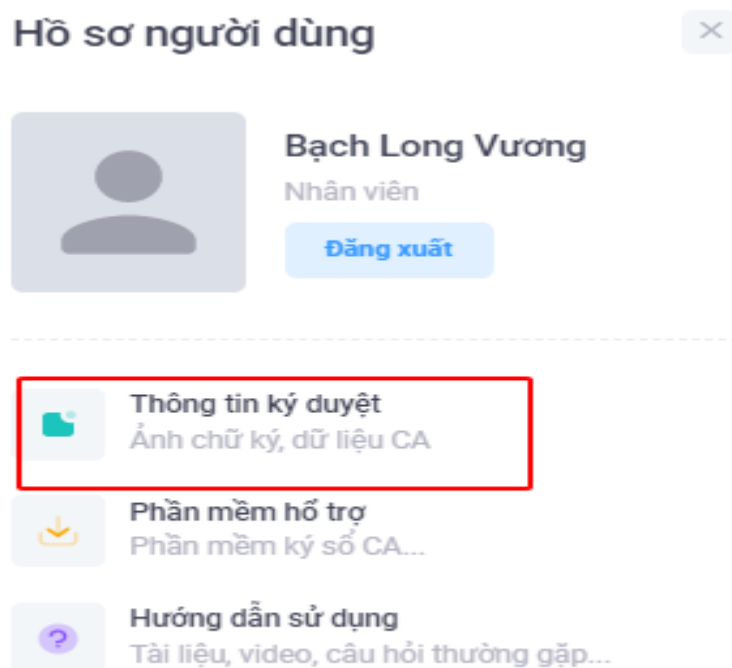 Hồ sơ người dùng
Bạch Long Vương
Nhân viên
Đăng xuất
Thông tin ký duyệt
Ảnh chữ ký, dữ liệu CA
Phần mềm hổ trợ
Phần mềm ký số CA...
Hướng dẫn sử dụng
Tài liệu, video, câu hỏi thường gặp...